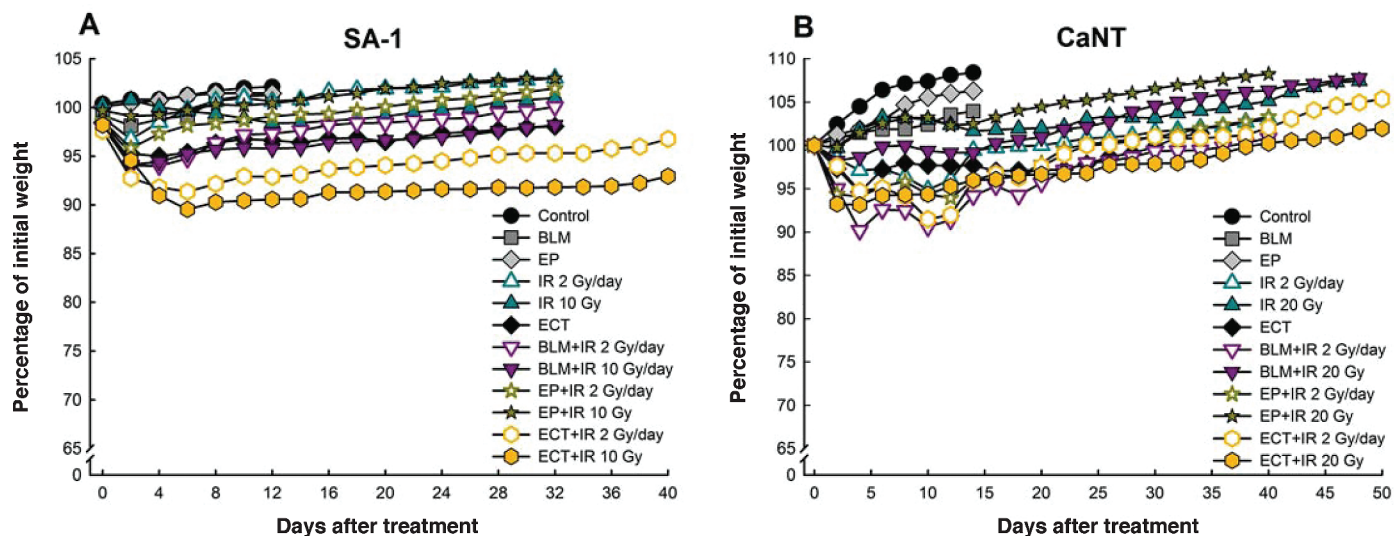 A
SA-1
Percentage of initial weight
105
100
95
90
85
80
75
70
65
0
0 4 8 12 16 20 24 28 32 36 40
Days after treatment
Control
BLM
EP
IR 2 Gy/day
IR 10 Gy
ECT
BLM+IR 2 Gy/day
BLM+IR 10 Gy
EP+IR 2 Gy/day
EP+IR 10 Gy
ECT+IR 2 Gy/day
ECT+IR 10 Gy
B
CaNT
Percentage of initial weight
110
105
100
95
90
85
80
75
70
65
0
0 5 10 15 20 25 30 35 40 45 50
Days after treatment
Control
BLM
EP
IR 2 Gy/day
IR 20 Gy
ECT
BLM+IR 2 Gy/day
BLM+IR 20 Gy
EP+IR 2 Gy/day
EP+IR 20 Gy
ECT+IR 2 Gy/day
ECT+IR 20 Gy